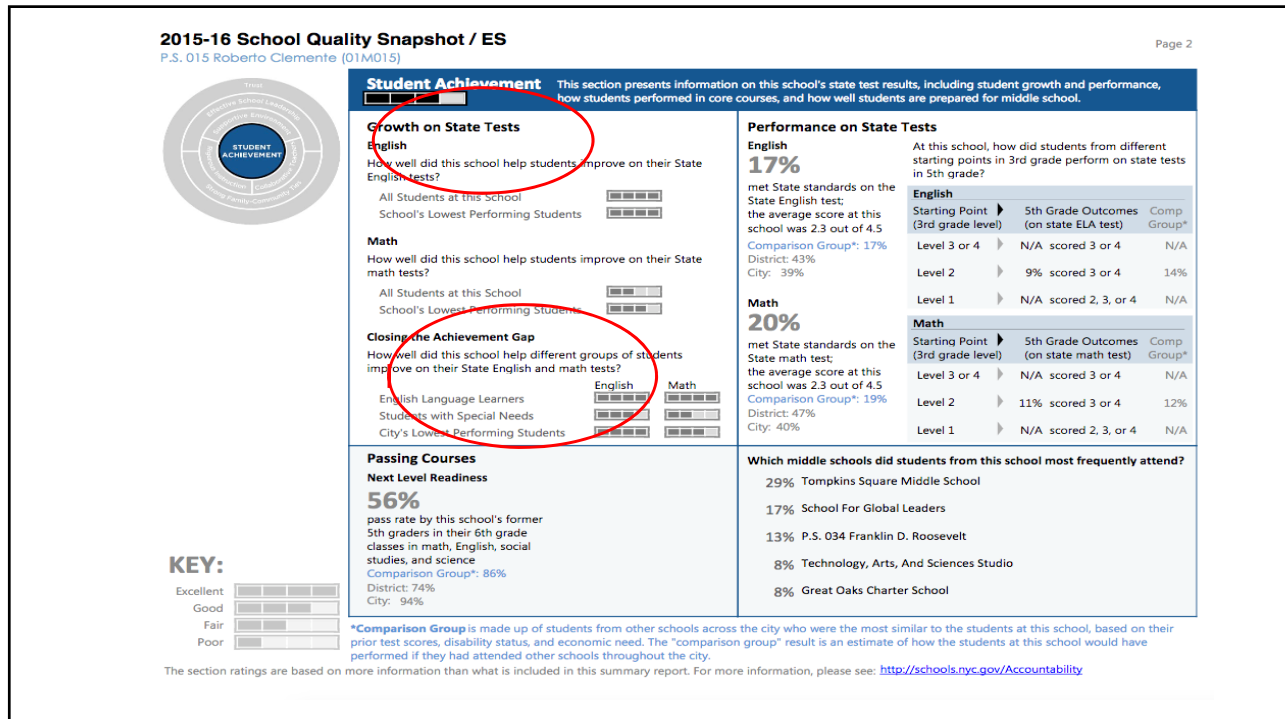 2015-16 School Quality Snapshot / ES
P.S. 015 Roberto Clemente (01M015)
Page 2
Trust
Effective School Leadership
Supportive Environment
STUDENT
ACHIEVEMENT
Strong Family-Community Ties
Student Achievement
This section presents information on this school's state test results, including student growth and performance,
how students performed in core courses, and how well students are prepared for middle school.
Growth on State Tests
English
How well did this school help students improve on their State
English tests?
All Students at this School
School's Lowest Performing Students
Math
How well did this school help students improve on their State
math tests?
All Students at this School
School's Lowest Performing Students
Closing the Achievement Gap
How well did this school help different groups of students
improve on their State English and math tests?
English Math
English Language Learners
Students with Special Needs
City's Lowest Performing Students
Performance on State Tests
English
17%
met State standards on the
State English test;
the average score at this
school was 2.3 out of 4.5
Comparison Group*: 17%
District: 43%
City: 39%
Math
20%
met State standards on the
State math test;
the average score at this
school was 2.3 out of 4.5
Comparison Group*: 19%
District: 47%
City: 40%
At this school, how did students from different
starting points in 3rd grade perform on state tests
in 5th grade?
English
Starting Point 5th Grade Outcomes Comp
(3rd grade level) (on state ELA test) Group*
Level 3 or 4 N/A scored 3 or 4 N/A
Level 2 9% scored 3 or 4 14%
Level 1 N/A scored 2, 3, or 4 N/A
Math
Starting Point 5th Grade Outcomes Comp
(3rd grade level) (on state math test) Group*
Level 3 or 4 N/A scored 3 or 4 N/A
Level 2 11% scored 3 or 4 12%
Level 1 N/A scored 2, 3, or 4 N/A
Passing Courses
Next Level Readiness
56%
pass rate by this school's former
5th graders in their 6th grade
classes in math, English, social
studies, and science
Comparison Group*: 86%
District: 74%
City: 94%
Which middle schools did students from this school most frequently attend?
29% Tompkins Square Middle School
17% School For Global Leaders
13% P.S. 034 Franklin D. Roosevelt
8% Technology, Arts, And Sciences Studio
8% Great Oaks Charter School
KEY:
Excellent
Good
Fair
Poor
*Comparison Group is made up of students from other schools across the city who were the most similar to the students at this school, based on their
prior test scores, disability status, and economic need. The "comparison group" result is an estimate of how the students at this school would have
performed if they had attended other schools throughout the city.
The section ratings are based on more information than what is included in this summary report. For more information, please see: http://schools.nyc.gov/Accountability